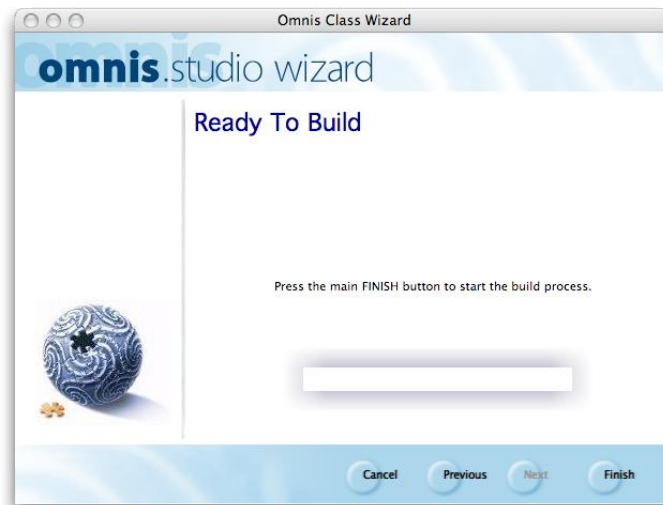 Omnis Class Wizard
omnis
omnis.studio wizard
Ready To Build
Press the main FINISH button to start the build process.
Cancel Previous Next Finish